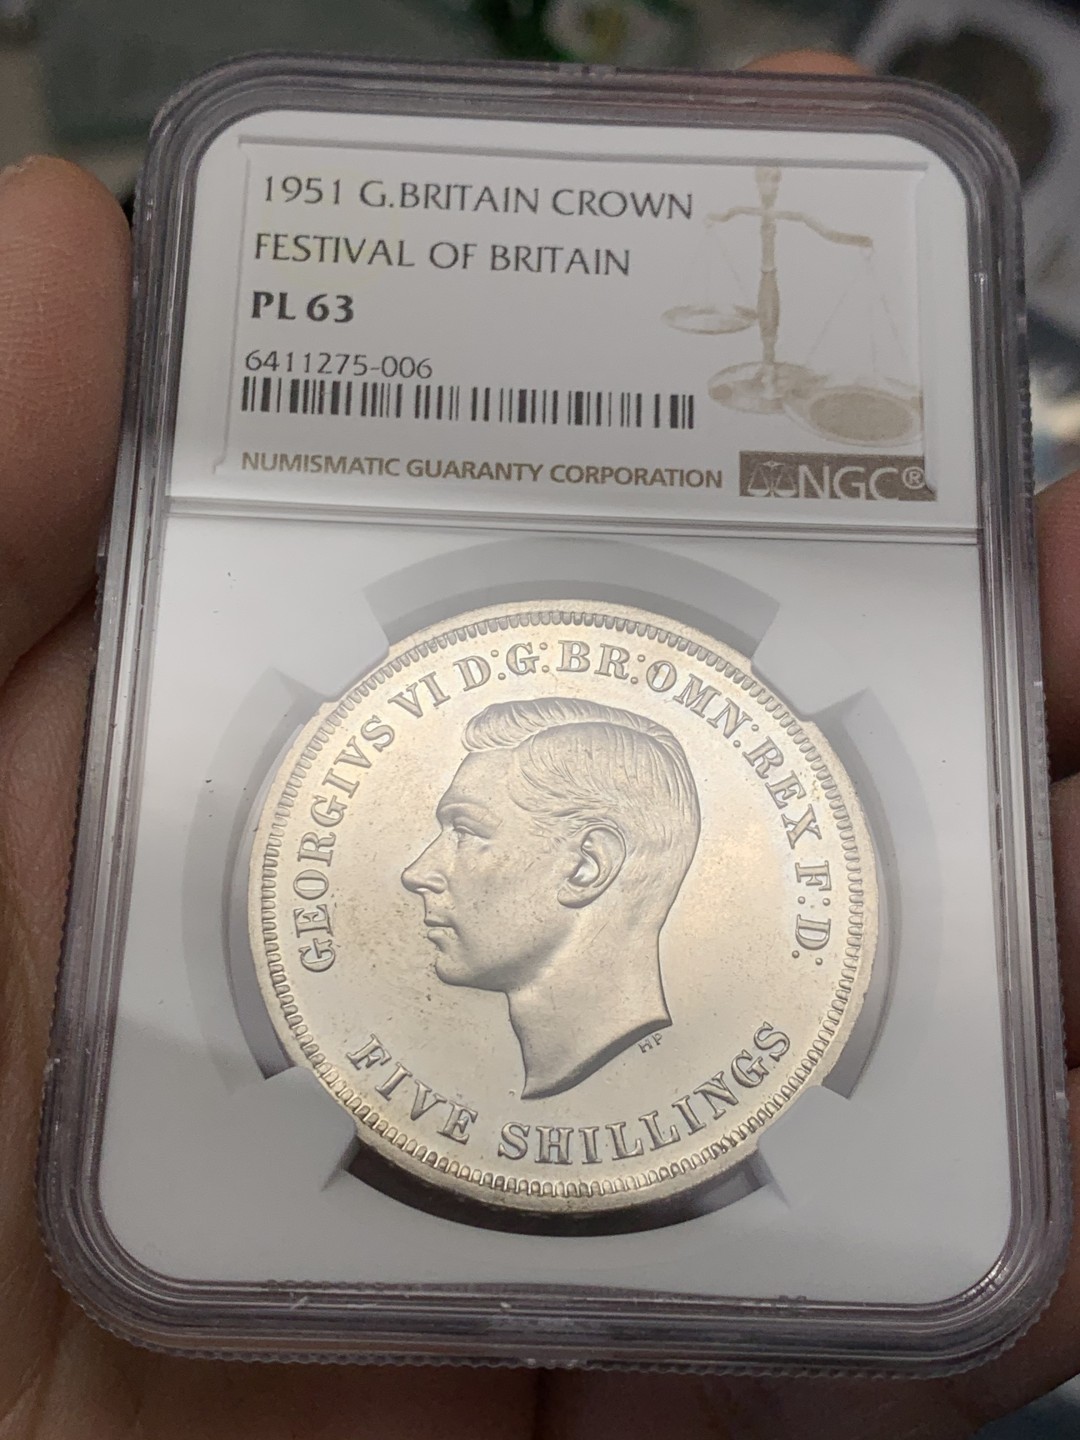 1951 G.BRITAIN CROWN
FESTIVAL OF BRITAIN
PL 63
6411275-006
NUMISMATIC GUARANTY CORPORATION NGC®
GEORGIVS VI D:G:BR:OMN:REX F:D:
HP
FIVE SHILLINGS